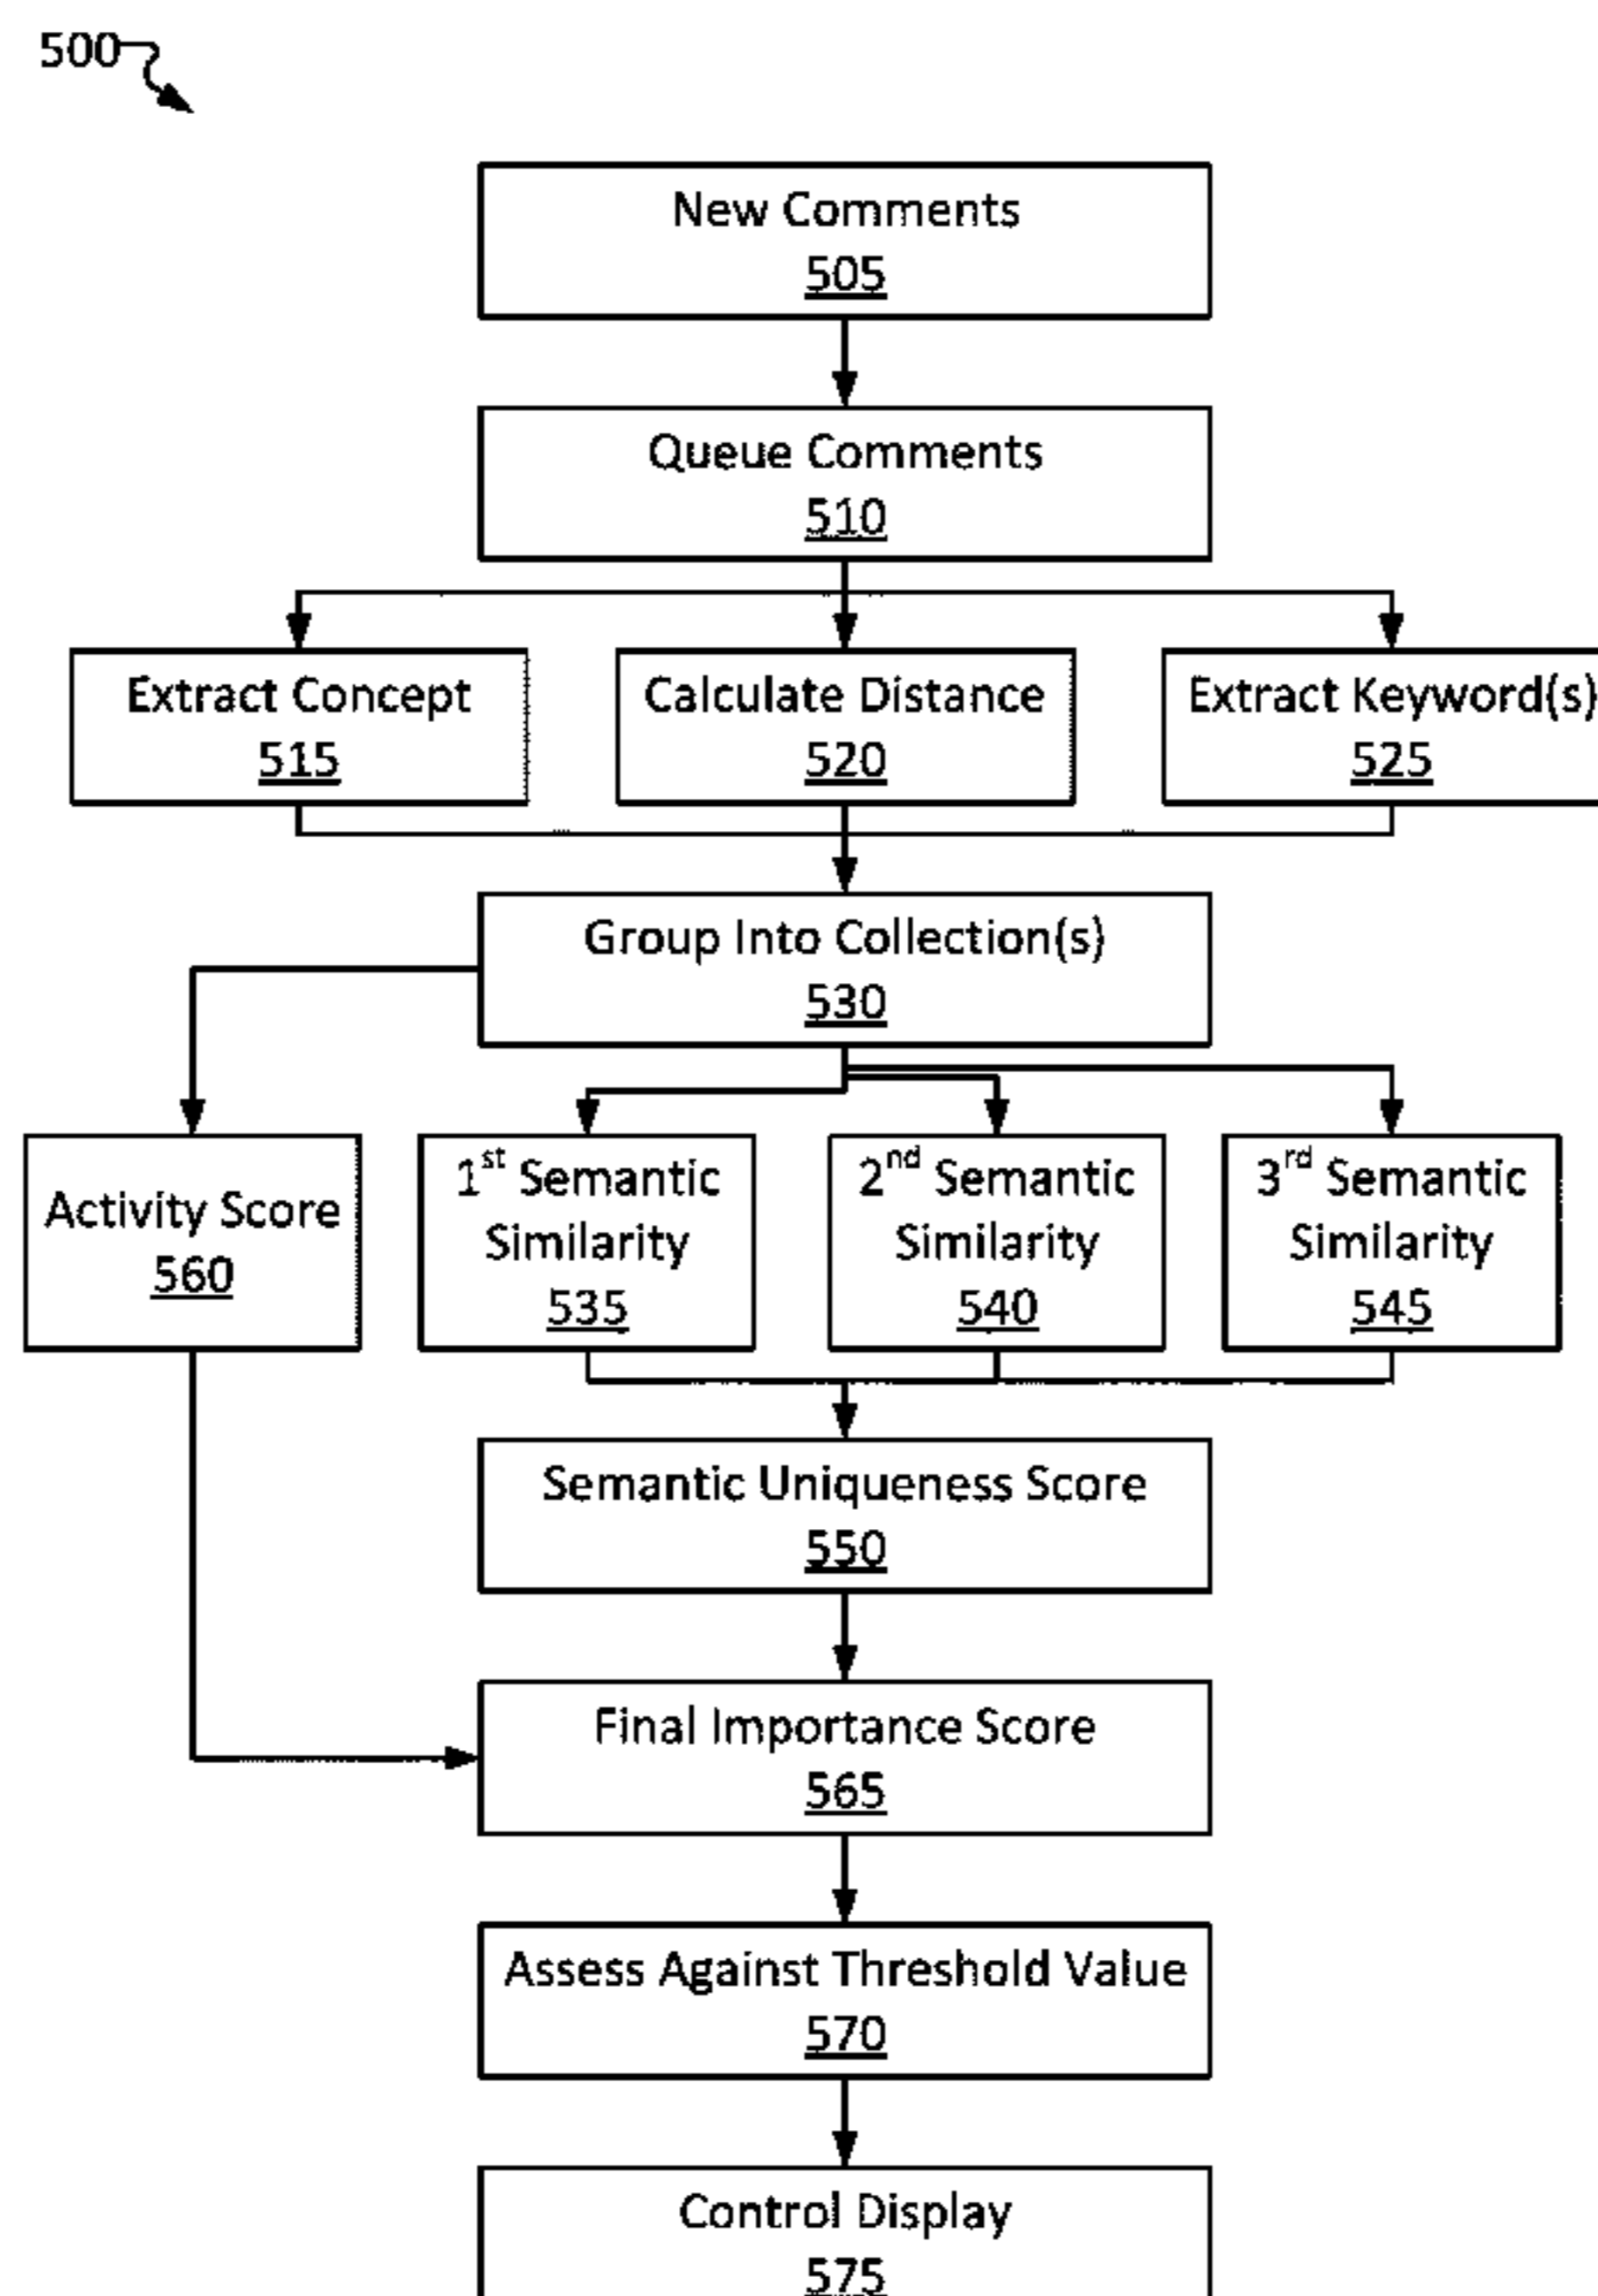 500
New Comments
505
Queue Comments
510
Extract Concept
515
Calculate Distance
520
Extract Keyword(s)
525
Group Into Collection(s)
530
Activity Score
560
1st Semantic
Similarity
535
2nd Semantic
Similarity
540
3rd Semantic
Similarity
545
Semantic Uniqueness Score
550
Final Importance Score
565
Assess Against Threshold Value
570
Control Display
575